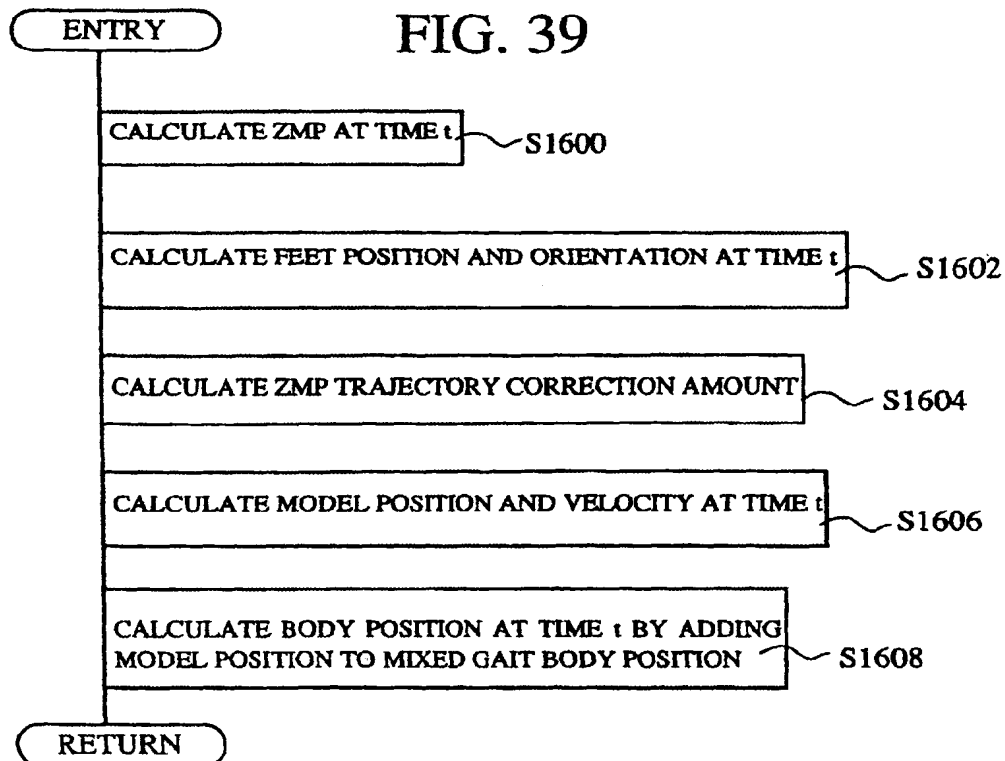 ENTRY
FIG. 39
CALCULATE ZMP AT TIME t
S1600
CALCULATE FEET POSITION AND ORIENTATION AT TIME t
S1602
CALCULATE ZMP TRAJECTORY CORRECTION AMOUNT
S1604
CALCULATE MODEL POSITION AND VELOCITY AT TIME t
S1606
CALCULATE BODY POSITION AT TIME t BY ADDING
MODEL POSITION TO MIXED GAIT BODY POSITION
S1608
RETURN